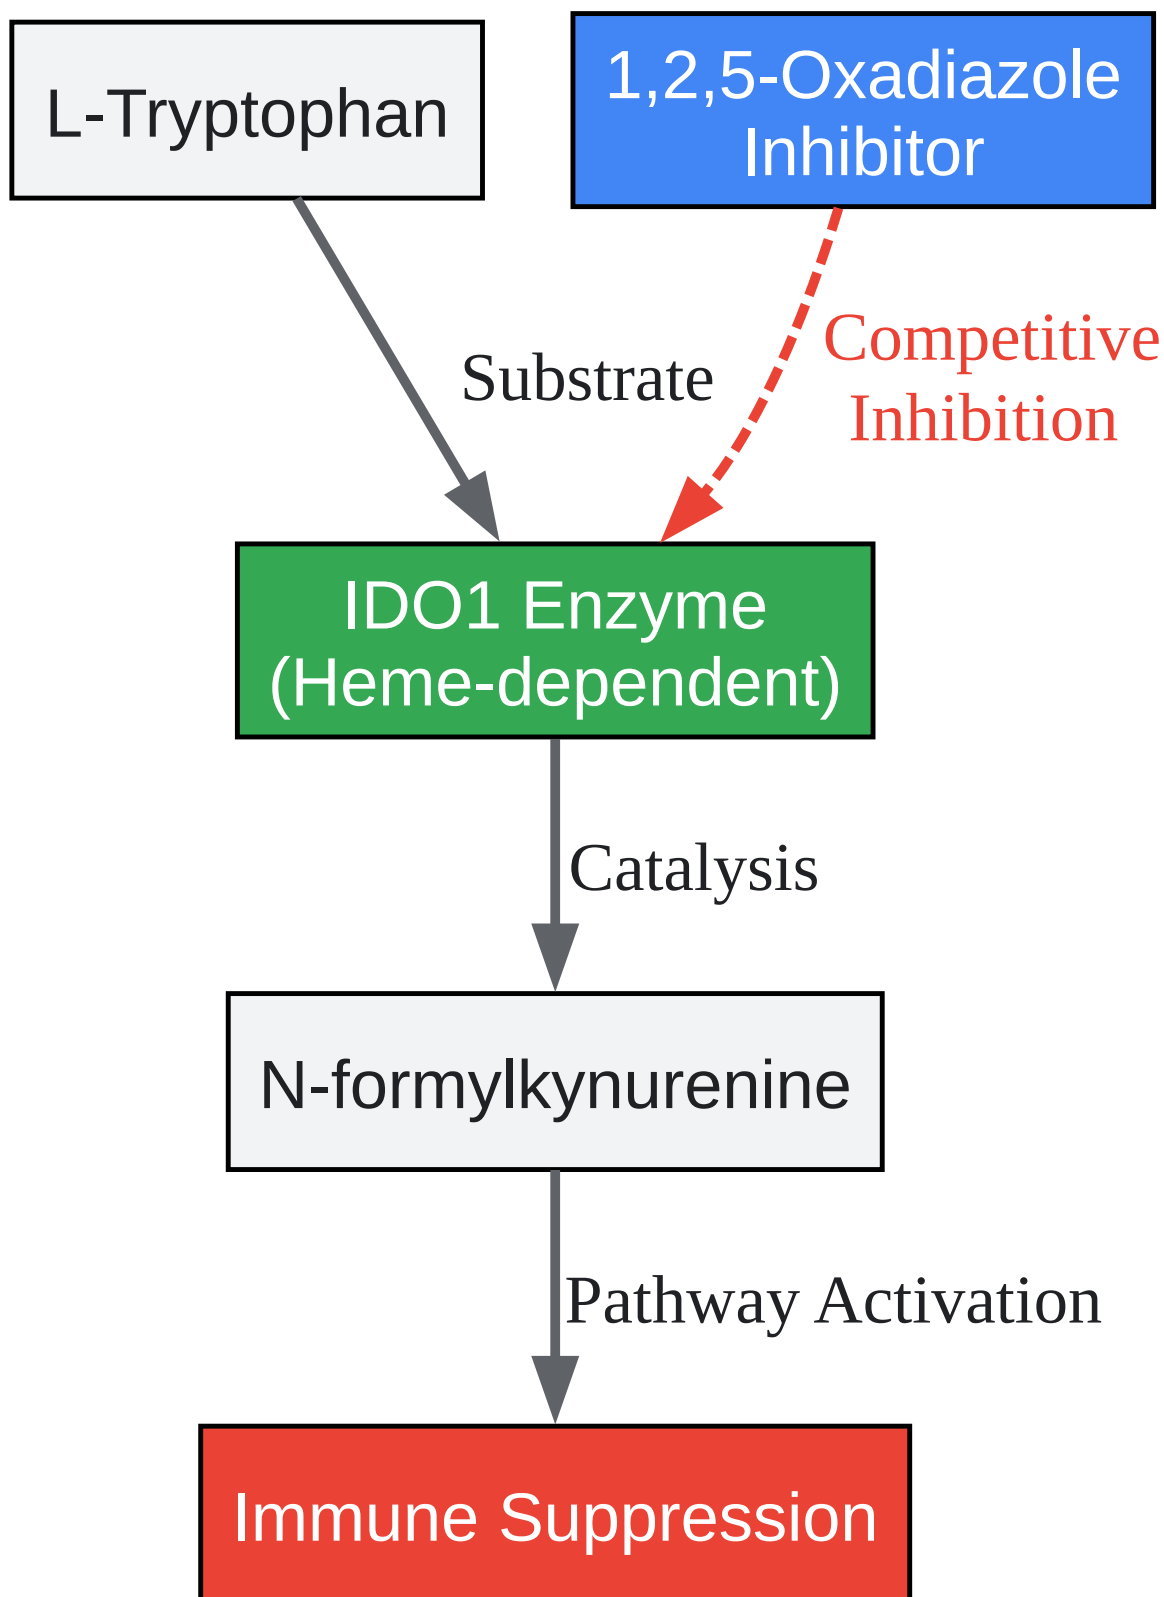 L-Tryptophan
1,2,5-Oxadiazole
Inhibitor
Substrate
Competitive
Inhibition
IDO1 Enzyme
(Heme-dependent)
Catalysis
N-formylkynurenine
Pathway Activation
Immune Suppression